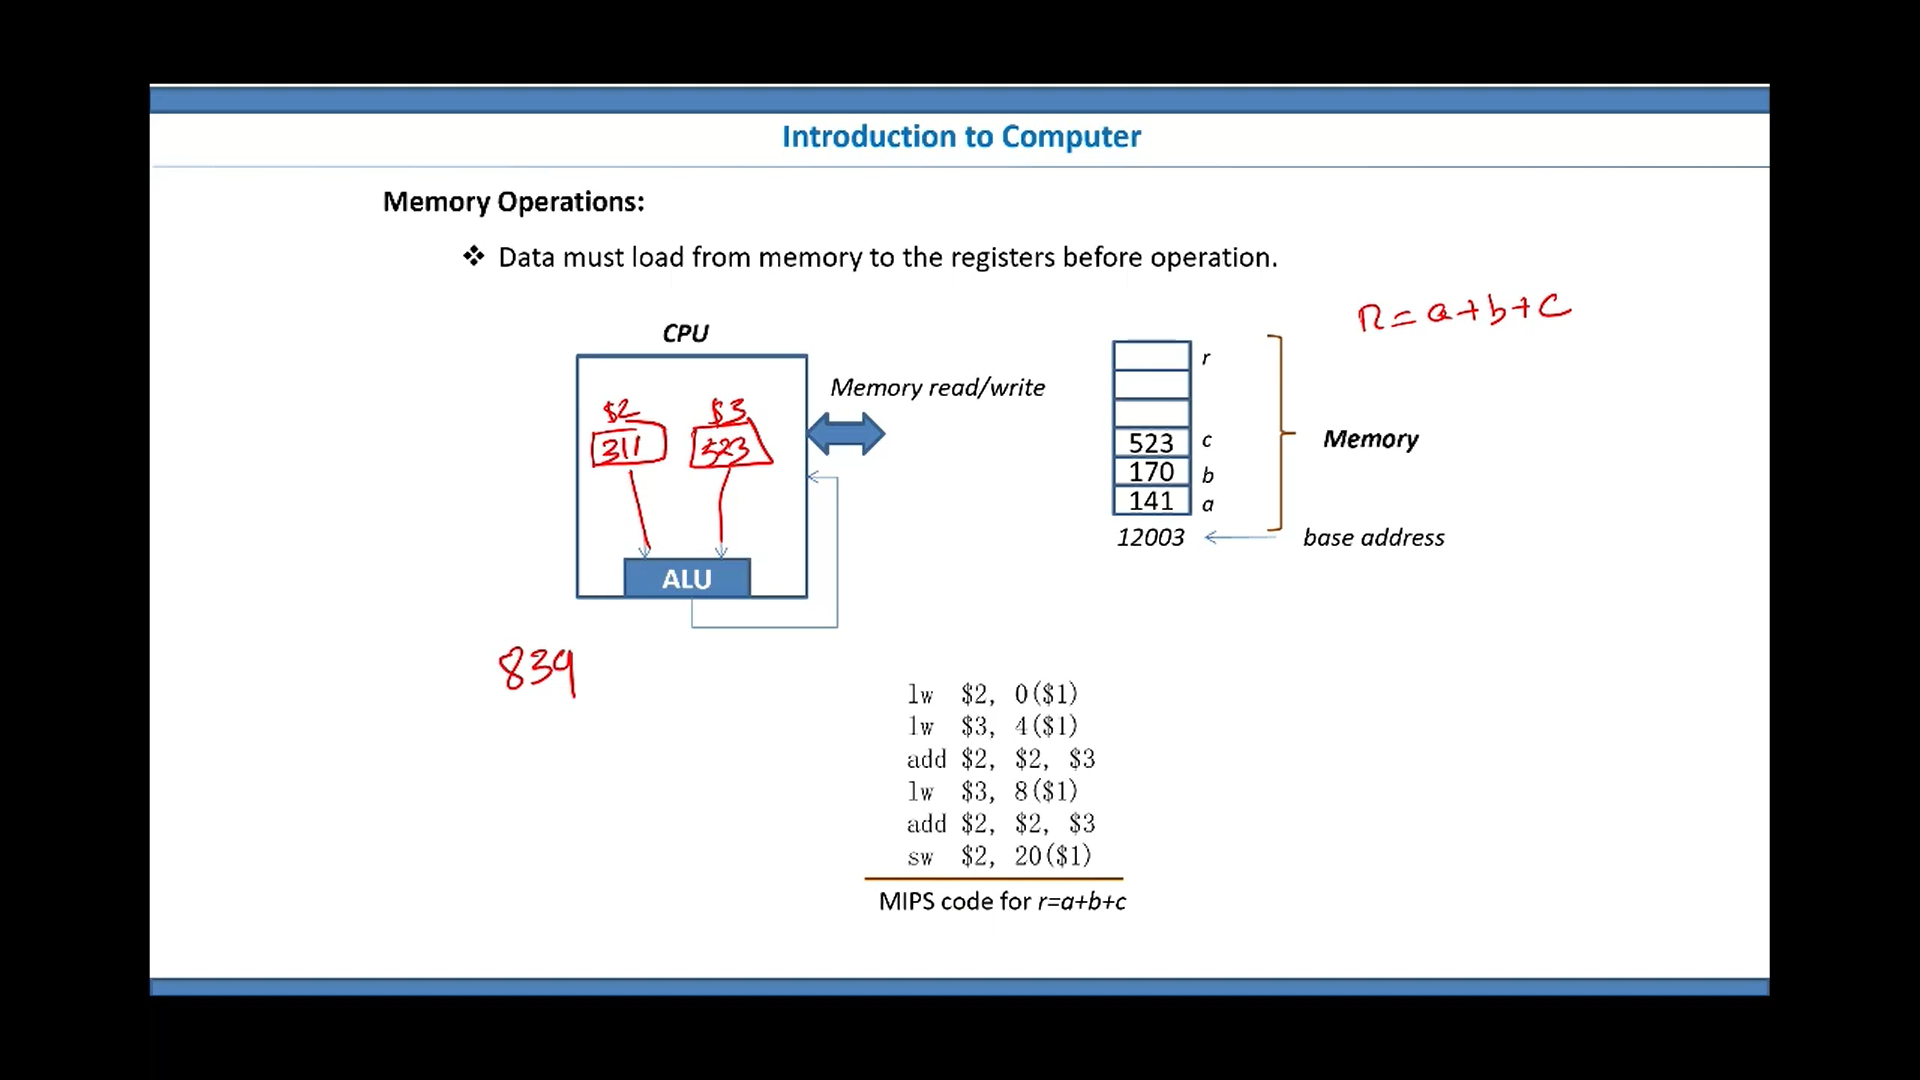 Introduction to Computer
Memory Operations:
❖ Data must load from memory to the registers before operation.
R=a+b+c
CPU
Memory read/write
$2 $3
311 523
ALU
r
523 c
170 b
141 a
Memory
12003
base address
839
lw $2, 0($1)
lw $3, 4($1)
add $2, $2, $3
lw $3, 8($1)
add $2, $2, $3
sw $2, 20($1)
MIPS code for r=a+b+c